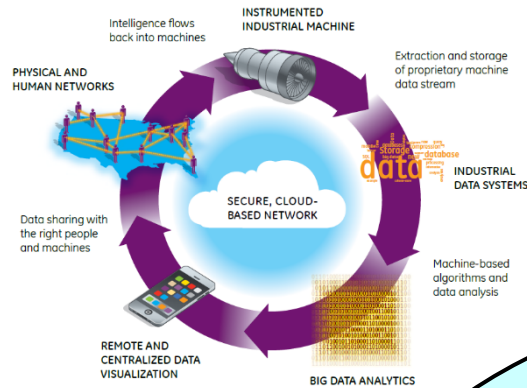 Intelligence flows
back into machines
INSTRUMENTED
INDUSTRIAL MACHINE
Extraction and storage
of proprietary machine
data stream
PHYSICAL AND
HUMAN NETWORKS
storage
compression
database
data
INDUSTRIAL
DATA SYSTEMS
SECURE, CLOUD-
BASED NETWORK
Data sharing with
the right people
and machines
Machine-based
algorithms and
data analysis
REMOTE AND
CENTRALIZED DATA
VISUALIZATION
BIG DATA ANALYTICS